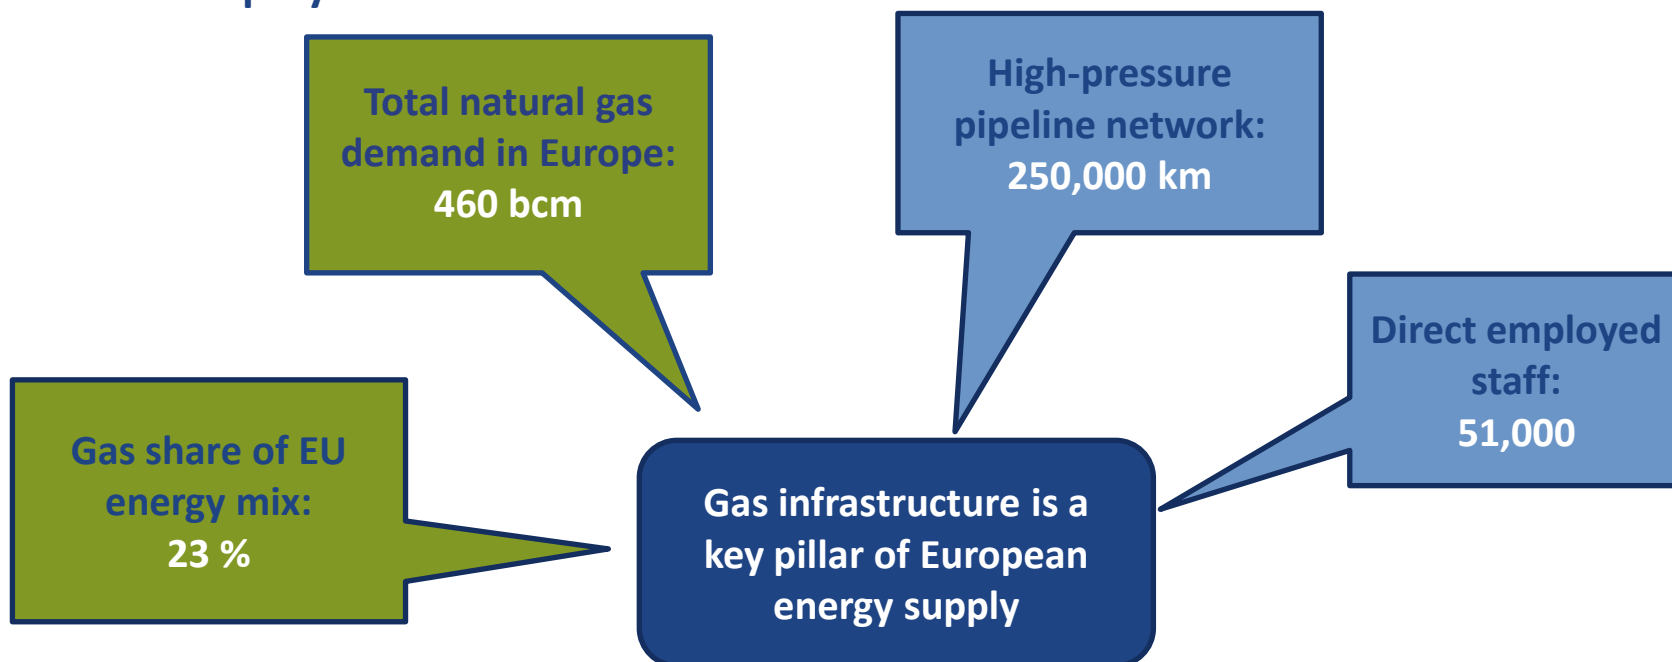 Total natural gas
demand in Europe:
460 bcm
High-pressure
pipeline network:
250,000 km
Direct employed
staff:
51,000
Gas share of EU
energy mix:
23 %
Gas infrastructure is a
key pillar of European
energy supply